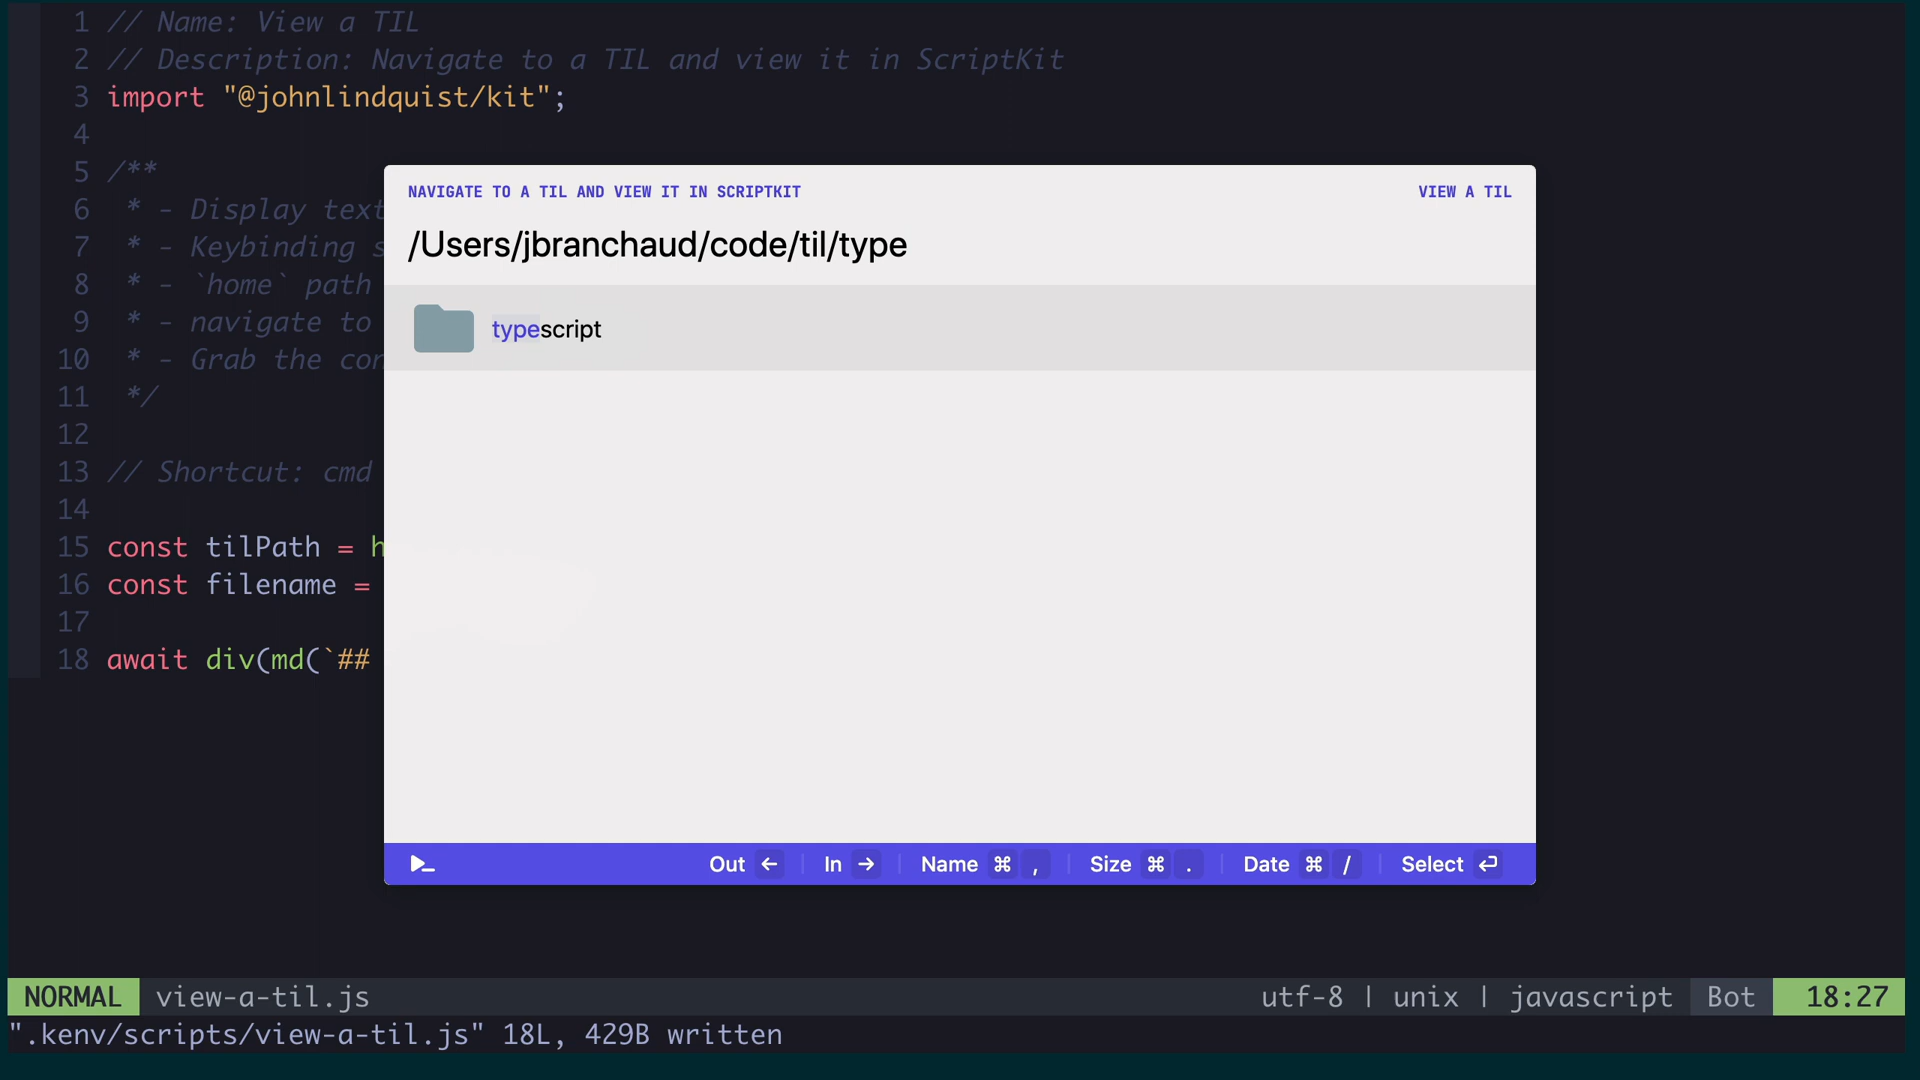 1 // Name: View a TIL
2 // Description: Navigate to a TIL and view it in ScriptKit
3 import "@johnlindquist/kit";
4
5 /**
6 * - Display text
7 * - Keybinding s
8 * - `home` path
9 * - navigate to
10 * - Grab the con
11 */
12
13 // Shortcut: cmd
14
15 const tilPath = h
16 const filename =
17
18 await div(md(`##
NAVIGATE TO A TIL AND VIEW IT IN SCRIPTKIT VIEW A TIL
/Users/jbranchaud/code/til/type
typescript
Out ← In → Name ⌘ , Size ⌘ . Date ⌘ / Select ↵
NORMAL view-a-til.js utf-8 | unix | javascript Bot 18:27
".kenv/scripts/view-a-til.js" 18L, 429B written